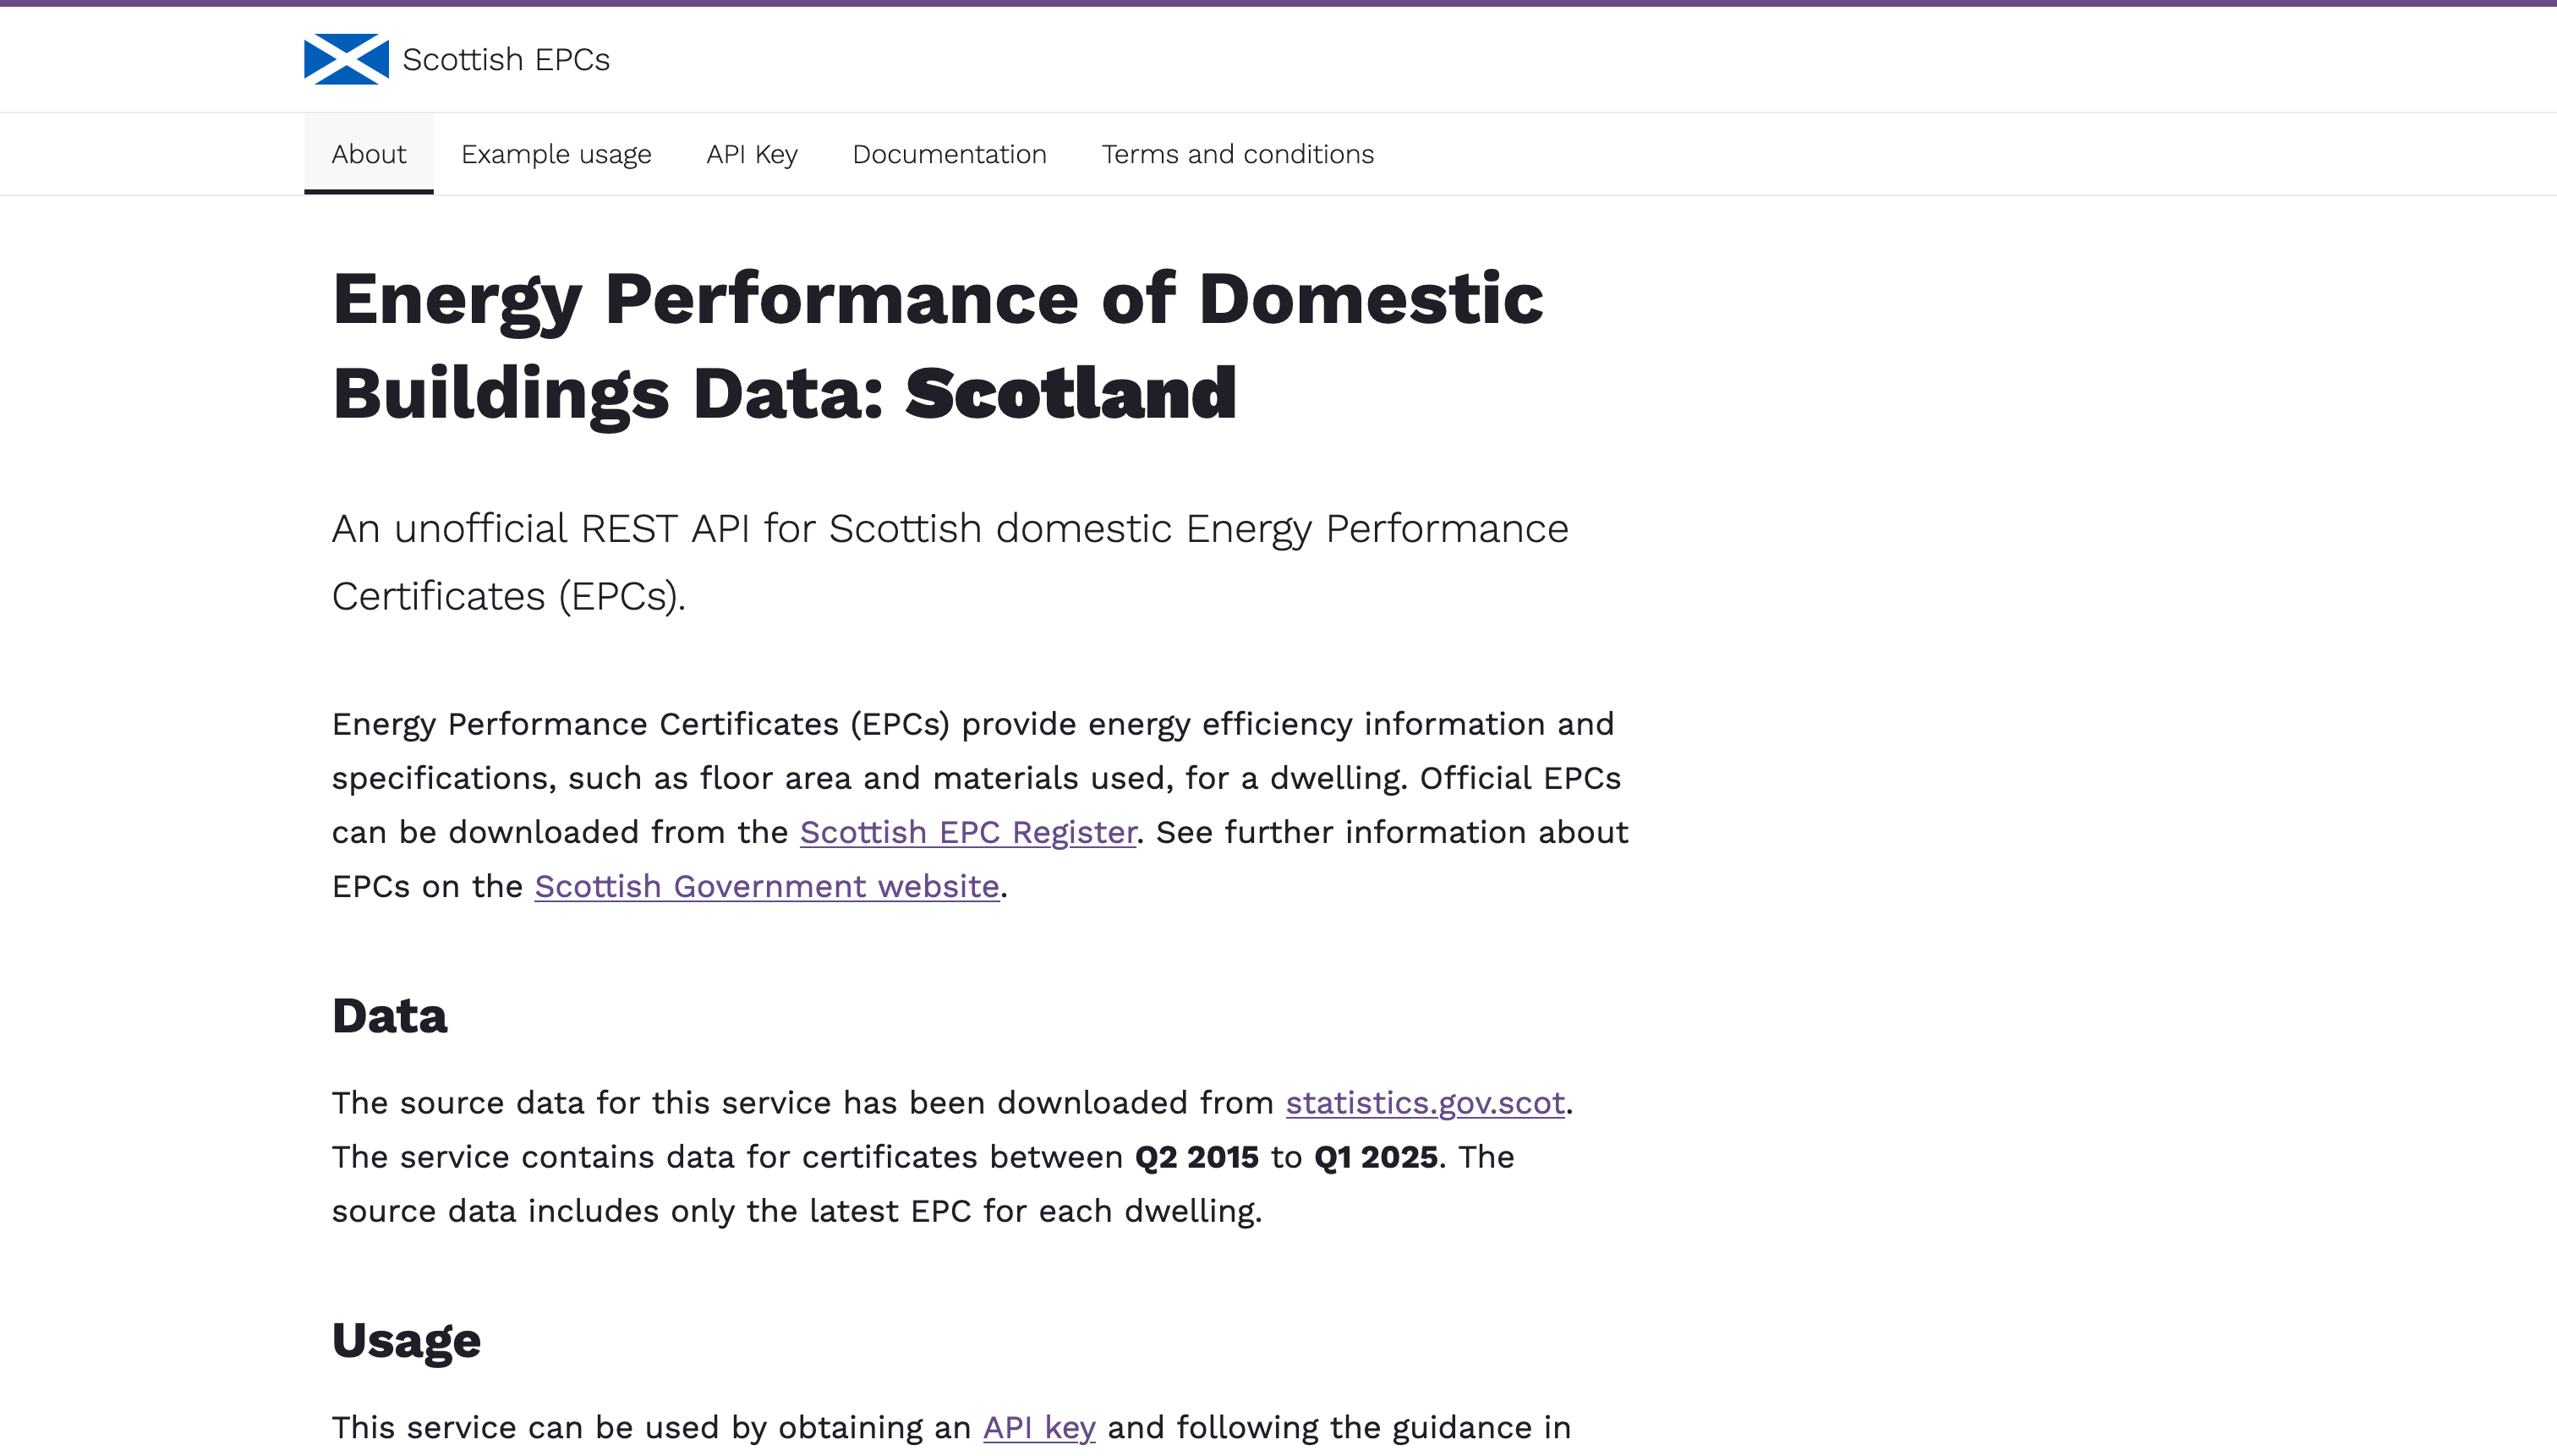 Scottish EPCs
About Example usage API Key Documentation Terms and conditions
Energy Performance of Domestic
Buildings Data: Scotland
An unofficial REST API for Scottish domestic Energy Performance
Certificates (EPCs).
Energy Performance Certificates (EPCs) provide energy efficiency information and
specifications, such as floor area and materials used, for a dwelling. Official EPCs
can be downloaded from the Scottish EPC Register. See further information about
EPCs on the Scottish Government website.
Data
The source data for this service has been downloaded from statistics.gov.scot.
The service contains data for certificates between Q2 2015 to Q1 2025. The
source data includes only the latest EPC for each dwelling.
Usage
This service can be used by obtaining an API key and following the guidance in